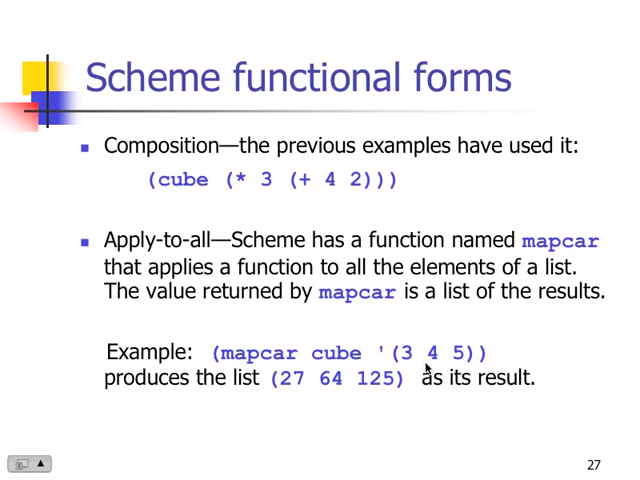 Scheme functional forms
Composition—the previous examples have used it:
(cube (* 3 (+ 4 2)))
Apply-to-all—Scheme has a function named mapcar
that applies a function to all the elements of a list.
The value returned by mapcar is a list of the results.
Example: (mapcar cube '(3 4 5))
produces the list (27 64 125) as its result.
27